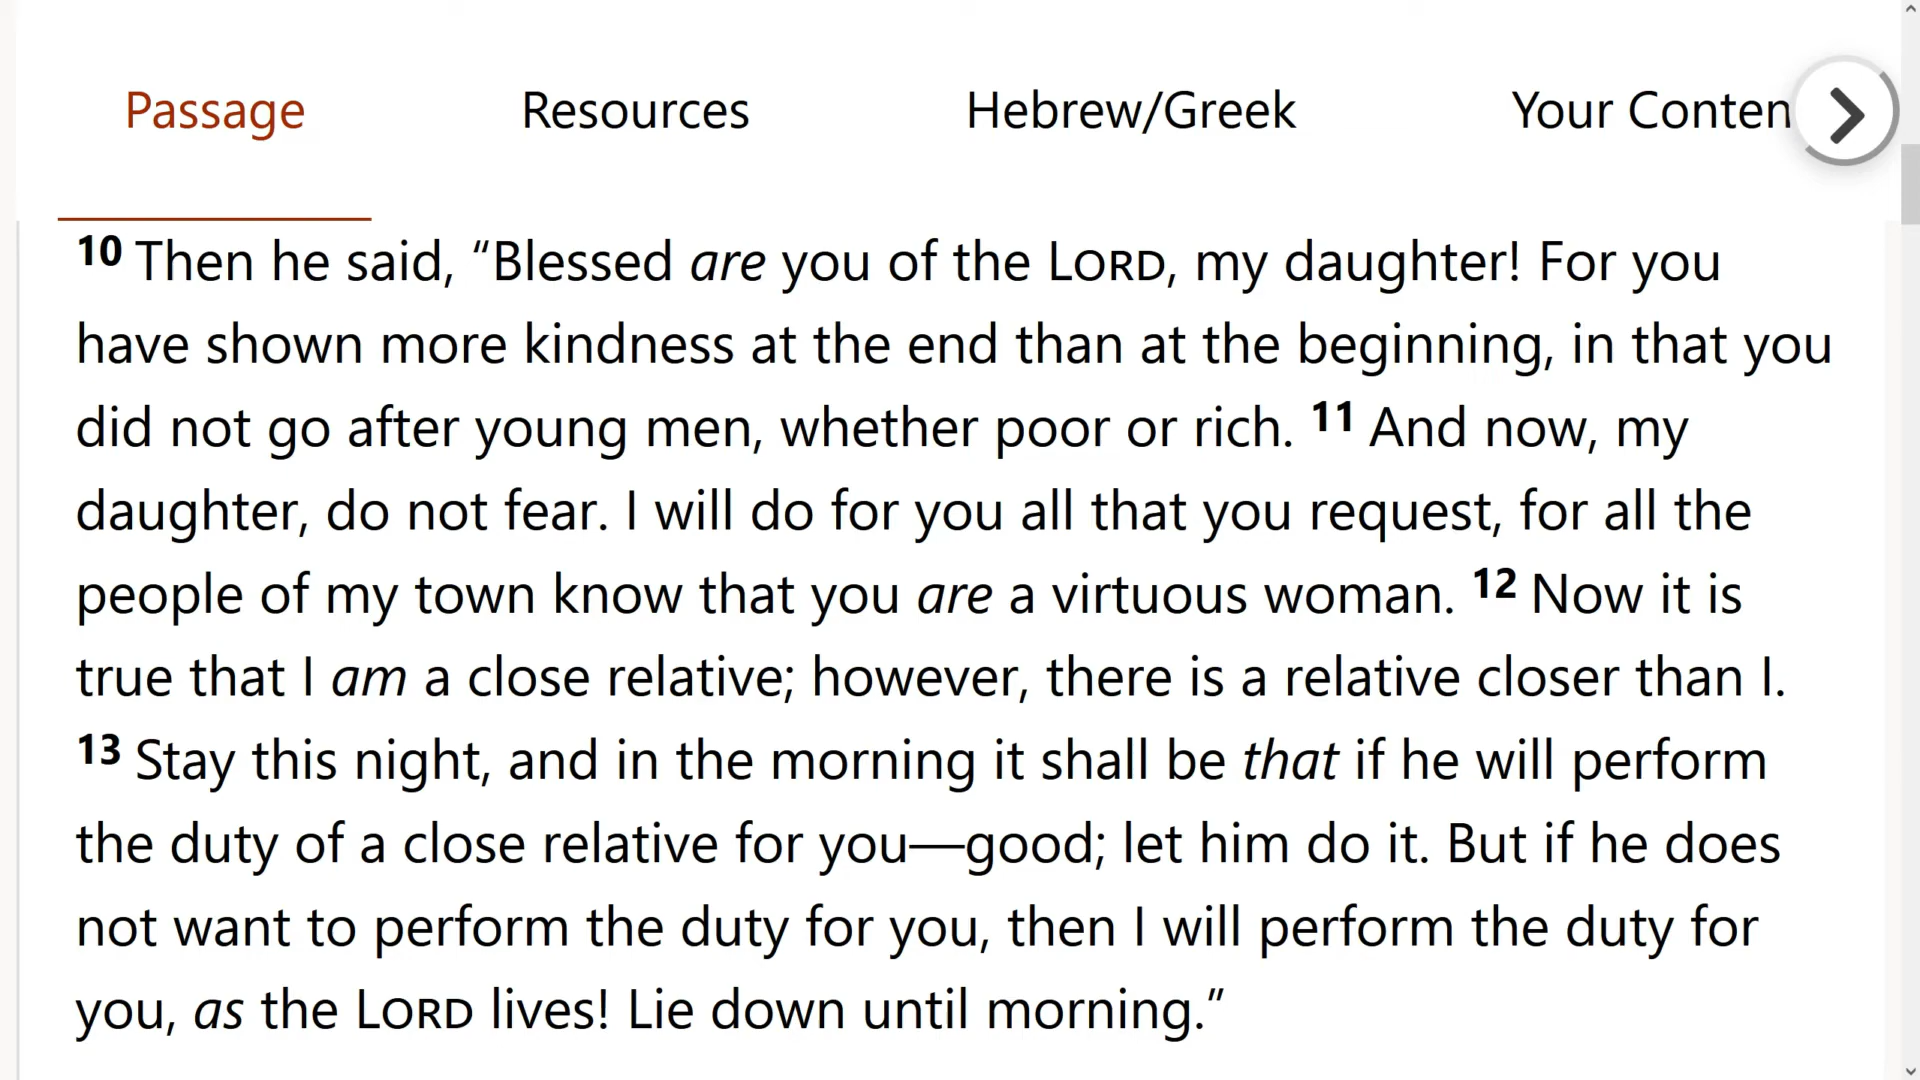 Passage Resources Hebrew/Greek Your Conten
10 Then he said, “Blessed are you of the LORD, my daughter! For you
have shown more kindness at the end than at the beginning, in that you
did not go after young men, whether poor or rich. 11 And now, my
daughter, do not fear. I will do for you all that you request, for all the
people of my town know that you are a virtuous woman. 12 Now it is
true that I am a close relative; however, there is a relative closer than I.
13 Stay this night, and in the morning it shall be that if he will perform
the duty of a close relative for you—good; let him do it. But if he does
not want to perform the duty for you, then I will perform the duty for
you, as the LORD lives! Lie down until morning.”